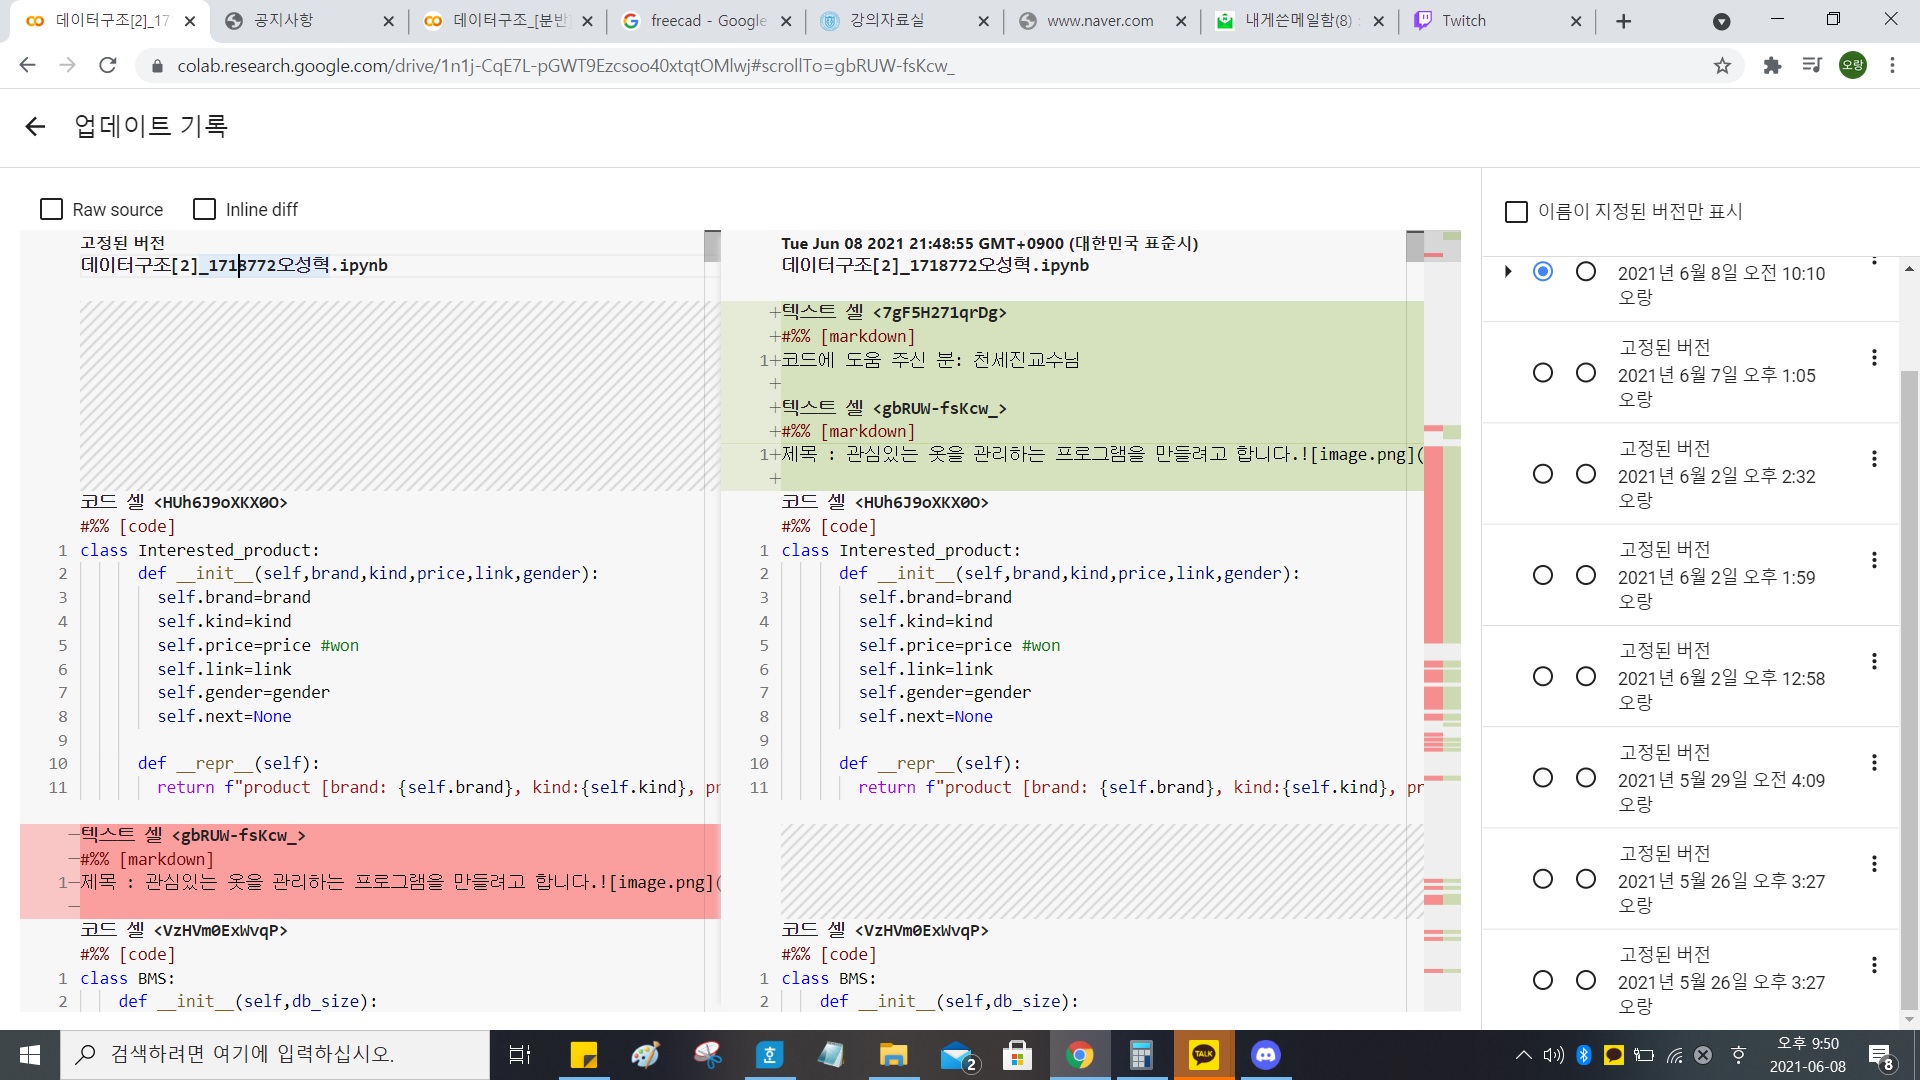 데이터구조[2]_17
공지사항
데이터구조_[분반
freecad - Google
강의자료실
www.naver.com
내게쓴메일함(8)
Twitch
colab.research.google.com/drive/1n1j-CqE7L-pGWT9Ezcsoo40xtqtOMlwj#scrollTo=gbRUW-fsKcw_
오랑
업데이트 기록
Raw source
Inline diff
이름이 지정된 버전만 표시
고정된 버전
데이터구조[2]_1718772오성혁.ipynb
코드 셀 <HUh6J9oXKX0O>
#%% [code]
1 class Interested_product:
2 def __init__(self,brand,kind,price,link,gender):
3 self.brand=brand
4 self.kind=kind
5 self.price=price #won
6 self.link=link
7 self.gender=gender
8 self.next=None
9
10 def __repr__(self):
11 return f"product [brand: {self.brand}, kind:{self.kind}, pr
—텍스트 셀 <gbRUW-fsKcw_>
—#%% [markdown]
1—제목 : 관심있는 옷을 관리하는 프로그램을 만들려고 합니다.![image.png](
—
코드 셀 <VzHVm0ExWvqP>
#%% [code]
1 class BMS:
2 def __init__(self,db_size):
Tue Jun 08 2021 21:48:55 GMT+0900 (대한민국 표준시)
데이터구조[2]_1718772오성혁.ipynb
+텍스트 셀 <7gF5H271qrDg>
+#%% [markdown]
1+코드에 도움 주신 분: 천세진교수님
+
+텍스트 셀 <gbRUW-fsKcw_>
+#%% [markdown]
1+제목 : 관심있는 옷을 관리하는 프로그램을 만들려고 합니다.![image.png](
+
코드 셀 <HUh6J9oXKX0O>
#%% [code]
1 class Interested_product:
2 def __init__(self,brand,kind,price,link,gender):
3 self.brand=brand
4 self.kind=kind
5 self.price=price #won
6 self.link=link
7 self.gender=gender
8 self.next=None
9
10 def __repr__(self):
11 return f"product [brand: {self.brand}, kind:{self.kind}, pr
코드 셀 <VzHVm0ExWvqP>
#%% [code]
1 class BMS:
2 def __init__(self,db_size):
2021년 6월 8일 오전 10:10
오랑
고정된 버전
2021년 6월 7일 오후 1:05
오랑
고정된 버전
2021년 6월 2일 오후 2:32
오랑
고정된 버전
2021년 6월 2일 오후 1:59
오랑
고정된 버전
2021년 6월 2일 오후 12:58
오랑
고정된 버전
2021년 5월 29일 오전 4:09
오랑
고정된 버전
2021년 5월 26일 오후 3:27
오랑
고정된 버전
2021년 5월 26일 오후 3:27
오랑
검색하려면 여기에 입력하십시오.
ㅎ
2
TALK
오후 9:50
2021-06-08
8